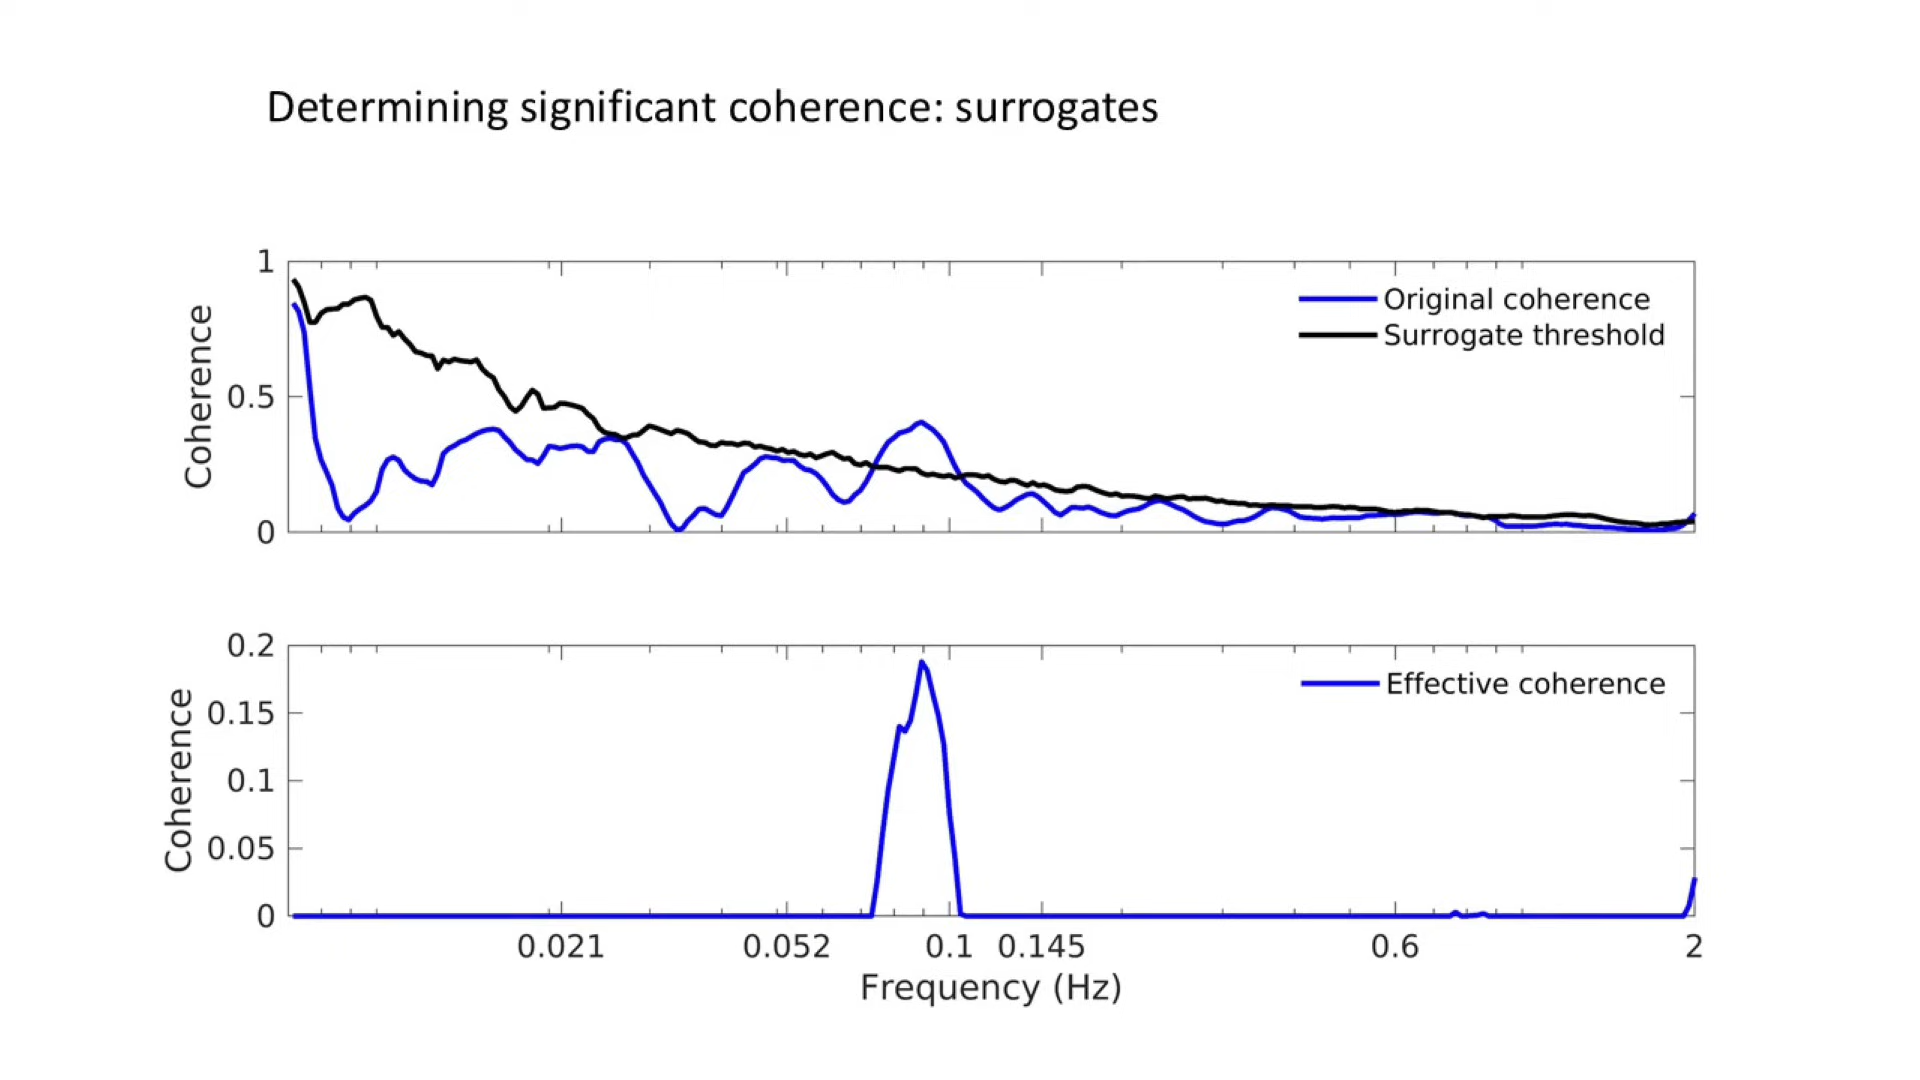 Determining significant coherence: surrogates
1
0.5
0
Coherence
Original coherence
Surrogate threshold
0.2
0.15
0.1
0.05
0
Coherence
Effective coherence
0.021
0.052
0.1
0.145
0.6
2
Frequency (Hz)